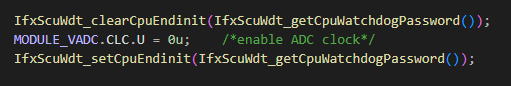 IfxScuWdt_clearCpuEndinit(IfxScuWdt_getCpuWatchdogPassword());
MODULE_VADC.CLC.U = 0u;    /*enable ADC clock*/
IfxScuWdt_setCpuEndinit(IfxScuWdt_getCpuWatchdogPassword());